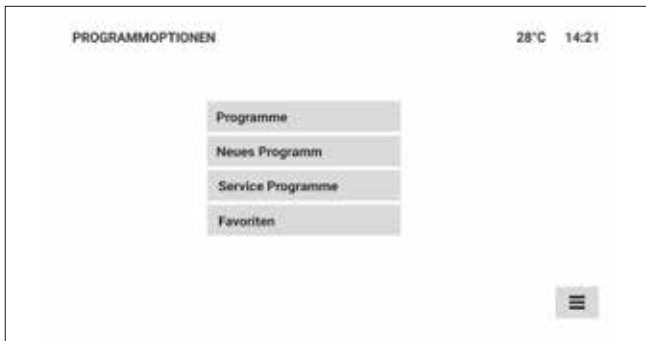 PROGRAMMOPTIONEN 28°C 14:21
Programme
Neues Programm
Service Programme
Favoriten